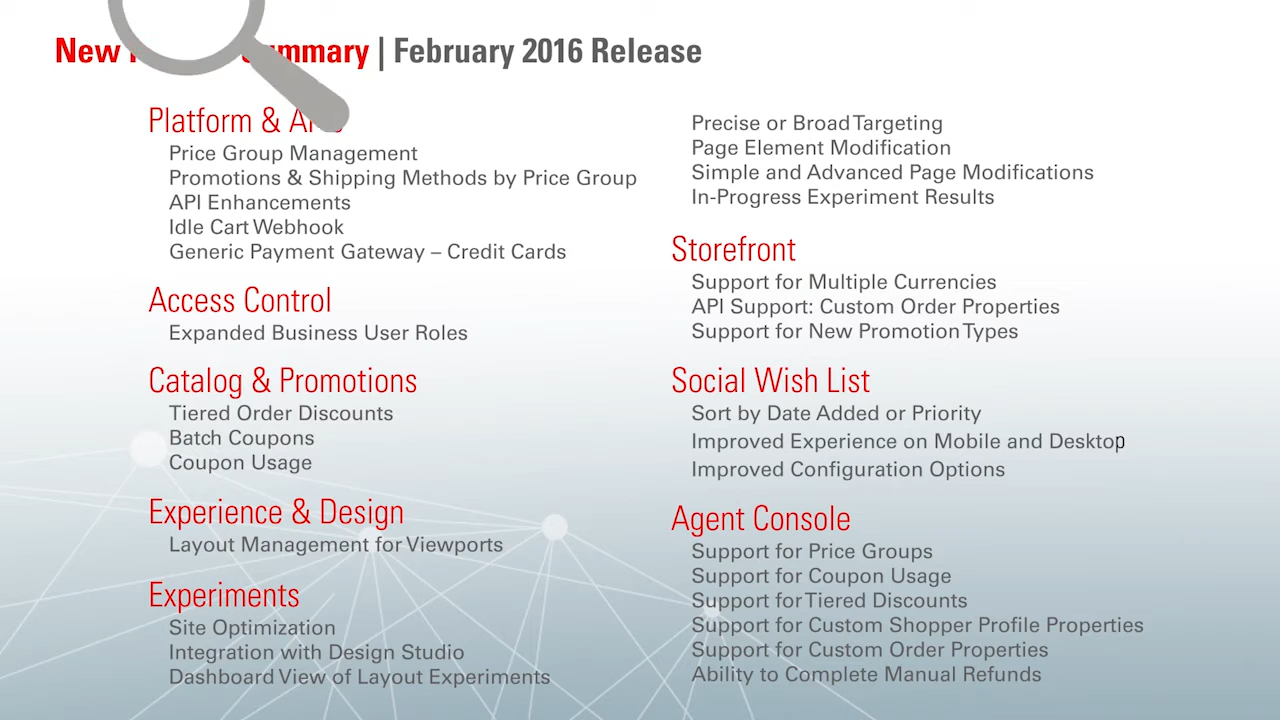 New Summary | February 2016 Release
Platform &
Price Group Management
Promotions & Shipping Methods by Price Group
API Enhancements
Idle Cart Webhook
Generic Payment Gateway – Credit Cards
Access Control
Expanded Business User Roles
Catalog & Promotions
Tiered Order Discounts
Batch Coupons
Coupon Usage
Experience & Design
Layout Management for Viewports
Experiments
Site Optimization
Integration with Design Studio
Dashboard View of Layout Experiments
Precise or Broad Targeting
Page Element Modification
Simple and Advanced Page Modifications
In-Progress Experiment Results
Storefront
Support for Multiple Currencies
API Support: Custom Order Properties
Support for New Promotion Types
Social Wish List
Sort by Date Added or Priority
Improved Experience on Mobile and Desktop
Improved Configuration Options
Agent Console
Support for Price Groups
Support for Coupon Usage
Support for Tiered Discounts
Support for Custom Shopper Profile Properties
Support for Custom Order Properties
Ability to Complete Manual Refunds